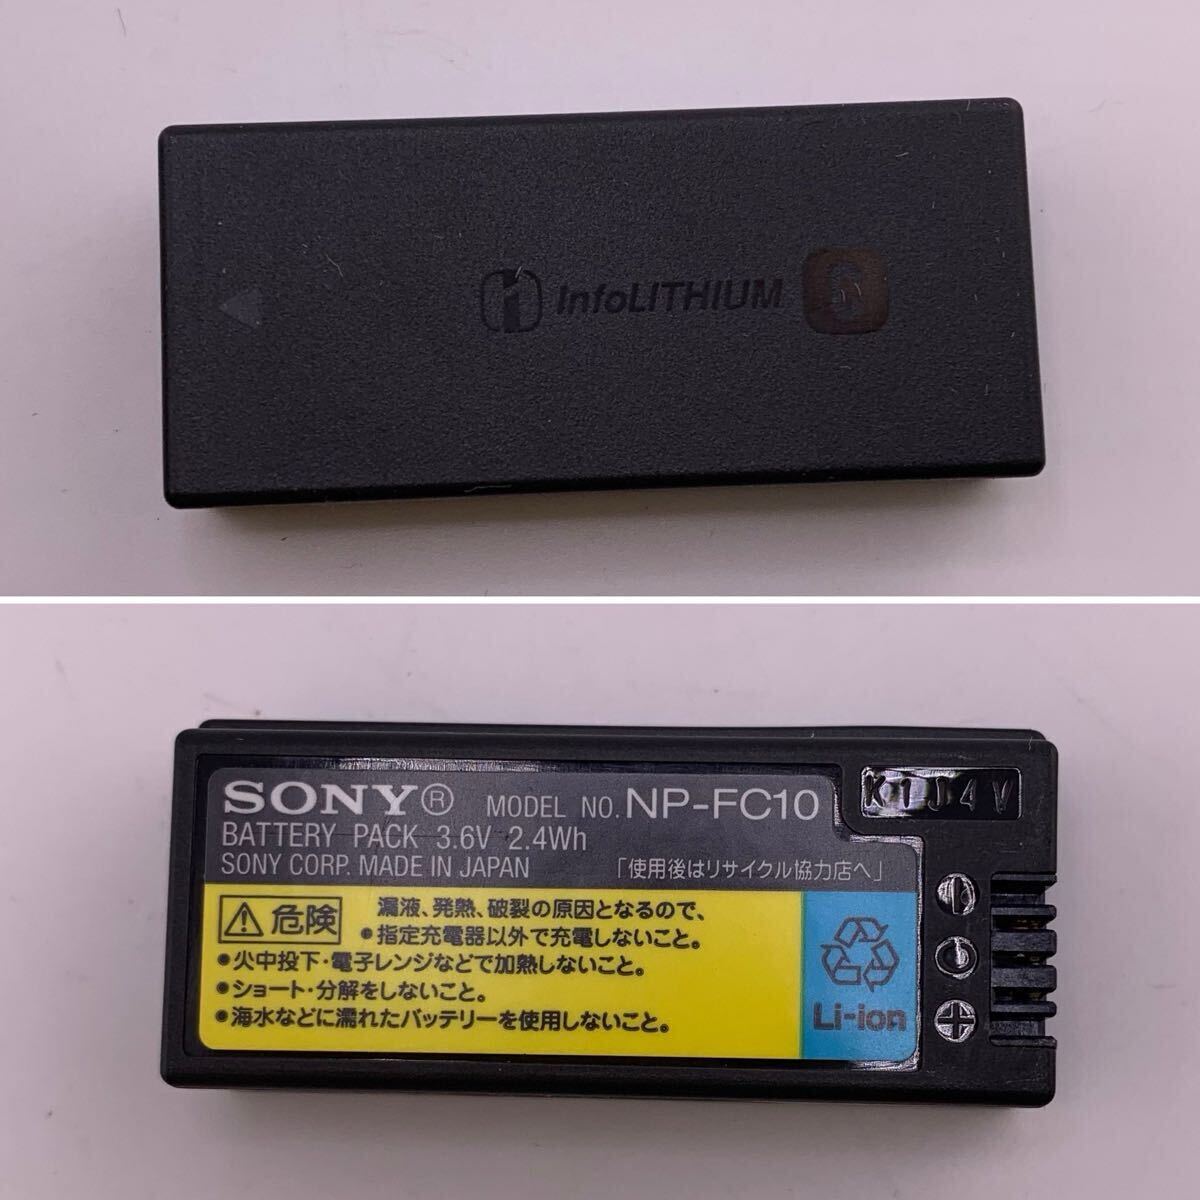 InfoLITHIUM
SONY® MODEL NO. NP-FC10
K1J4V
BATTERY PACK 3.6V 2.4Wh
SONY CORP. MADE IN JAPAN 「使用後はリサイクル協力店へ」
危険 漏液、発熱、破裂の原因となるので、
•指定充電器以外で充電しないこと。
•火中投下・電子レンジなどで加熱しないこと。
•ショート・分解をしないこと。
•海水などに濡れたバッテリーを使用しないこと。
Li-ion